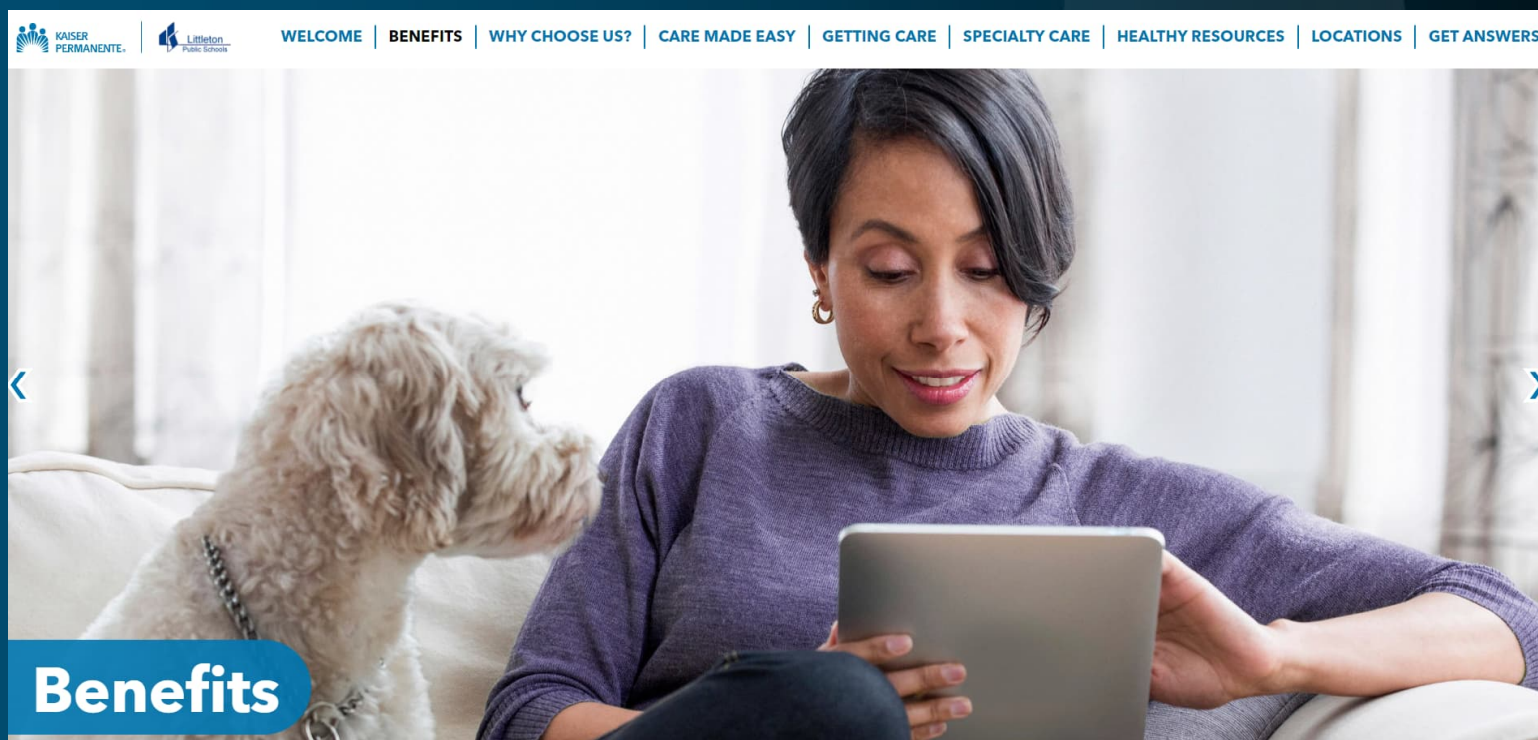 KAISER
PERMANENTE®
Littleton
Public Schools
WELCOME
BENEFITS
WHY CHOOSE US?
CARE MADE EASY
GETTING CARE
SPECIALTY CARE
HEALTHY RESOURCES
LOCATIONS
GET ANSWERS
Benefits